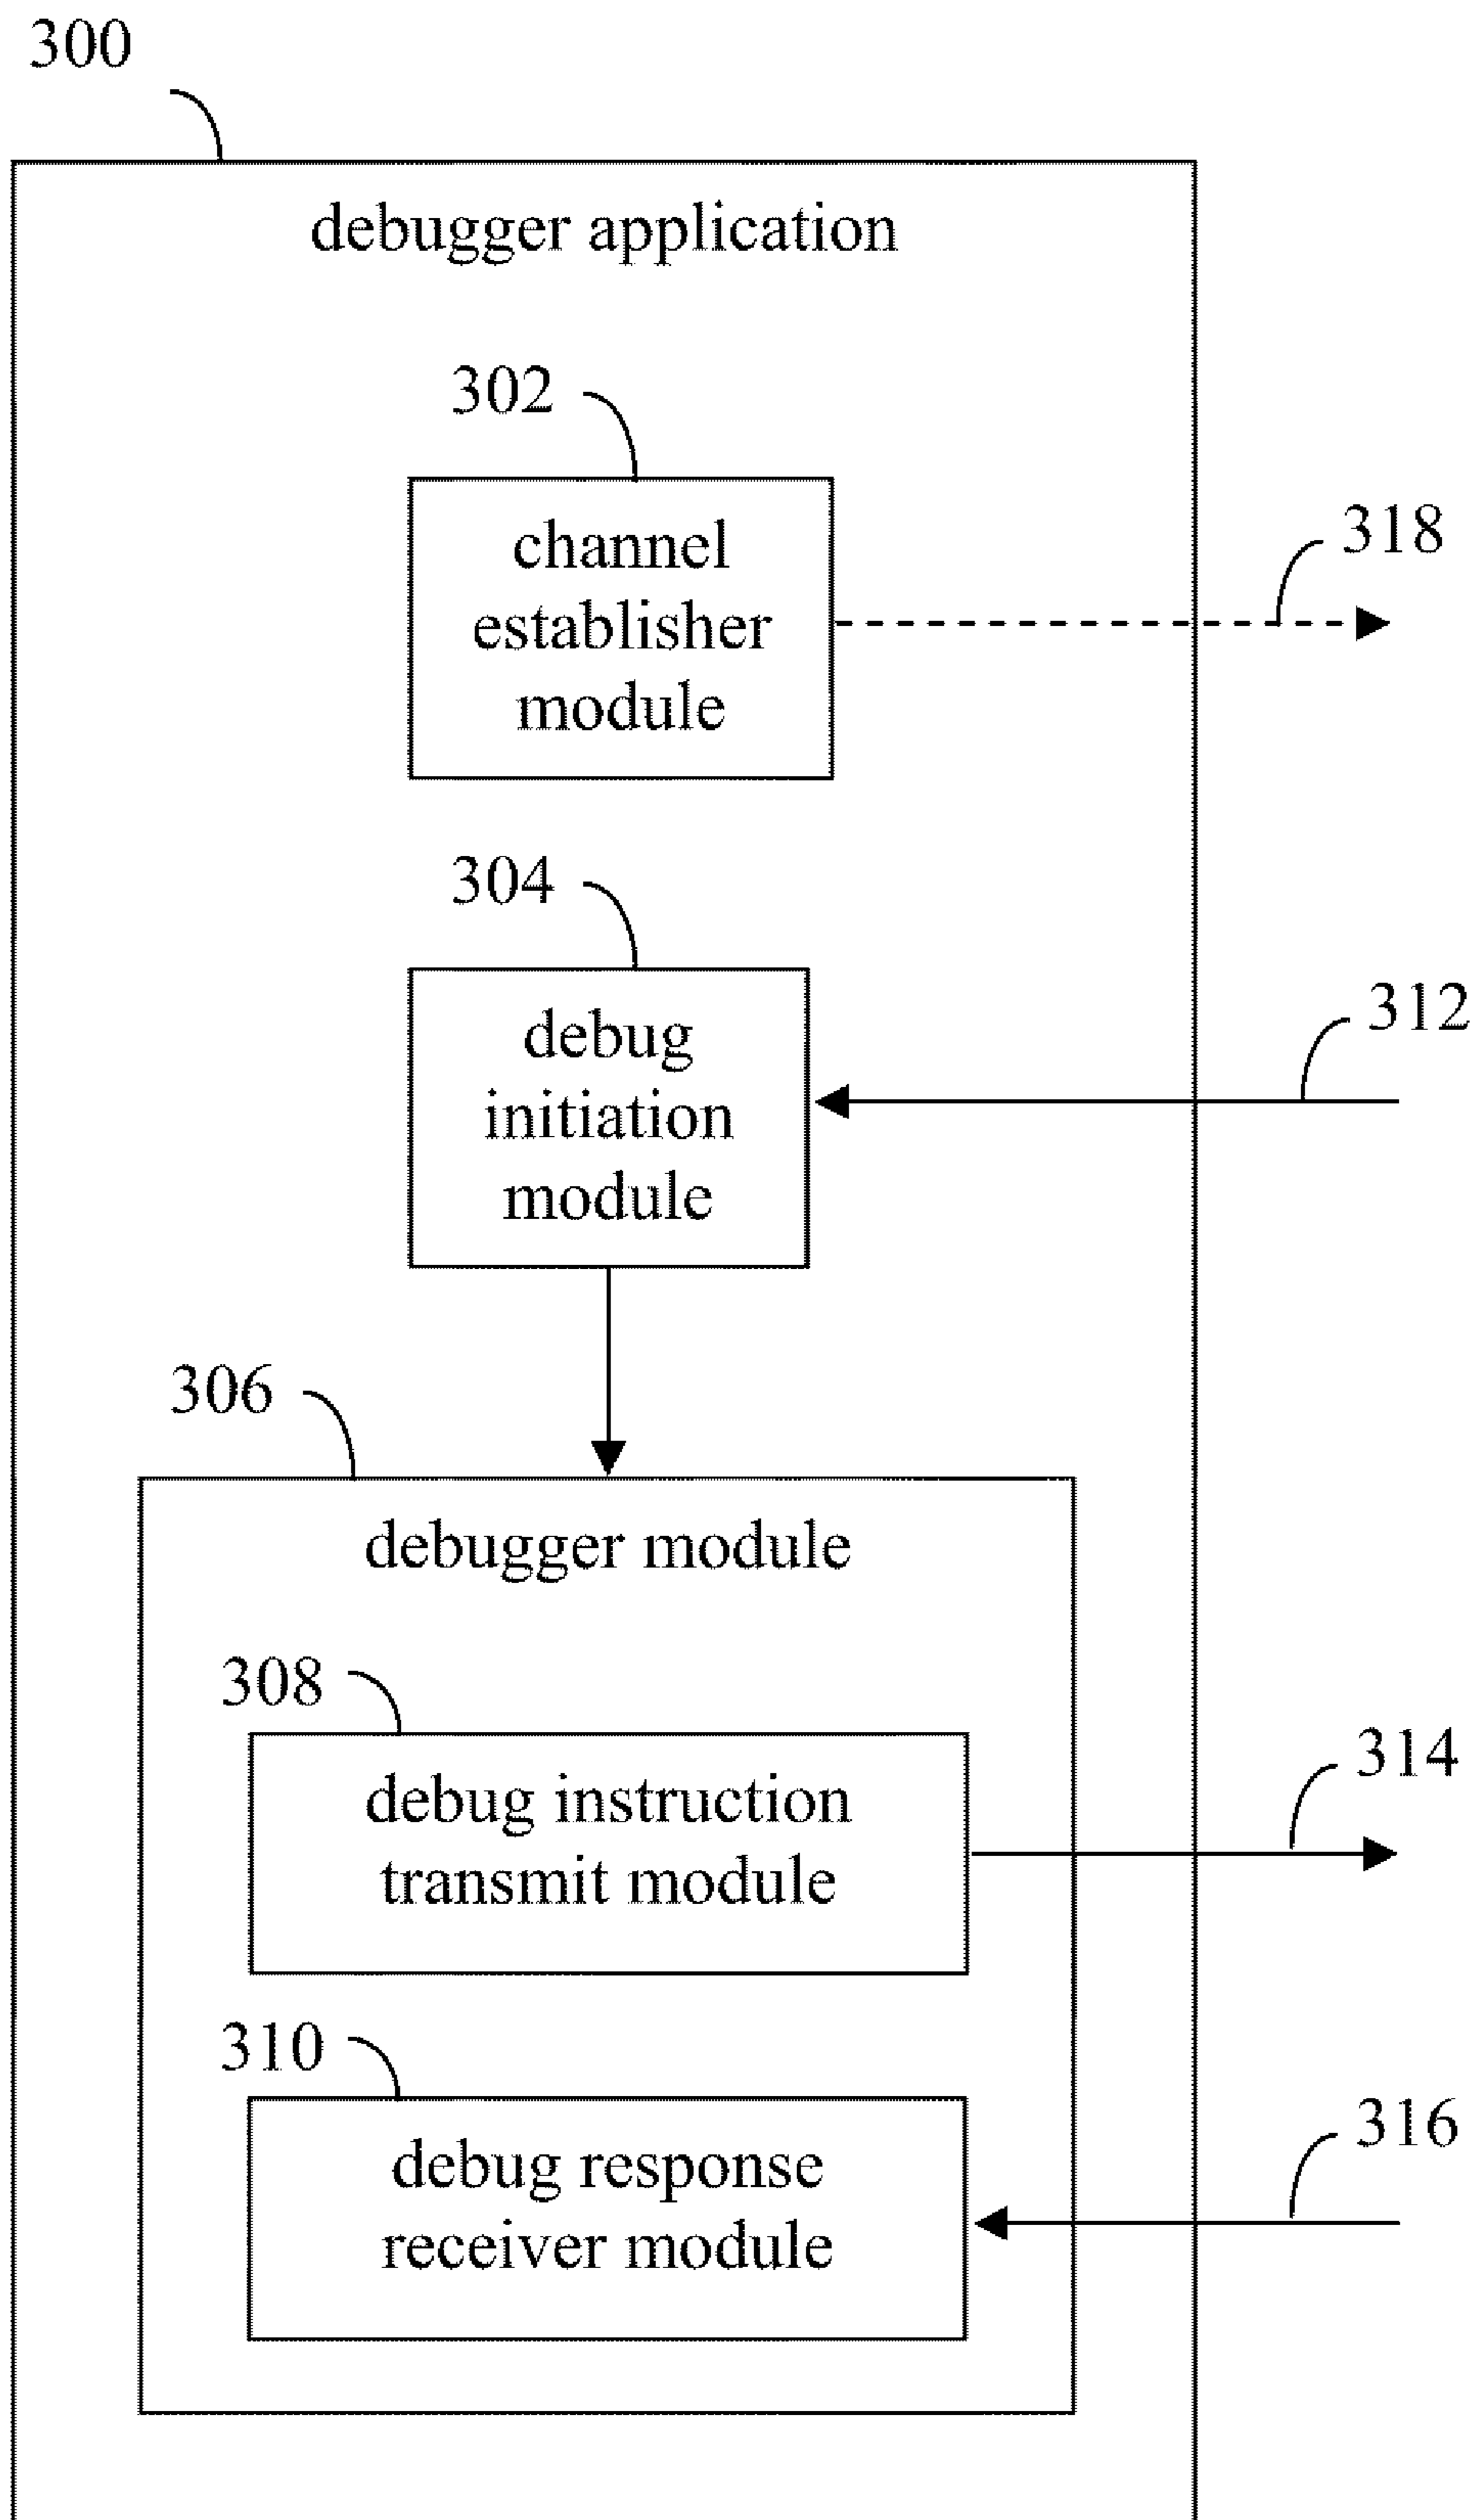 300
debugger application
302
channel
establisher
module
318
304
debug
initiation
module
312
306
debugger module
308
debug instruction
transmit module
314
310
debug response
receiver module
316